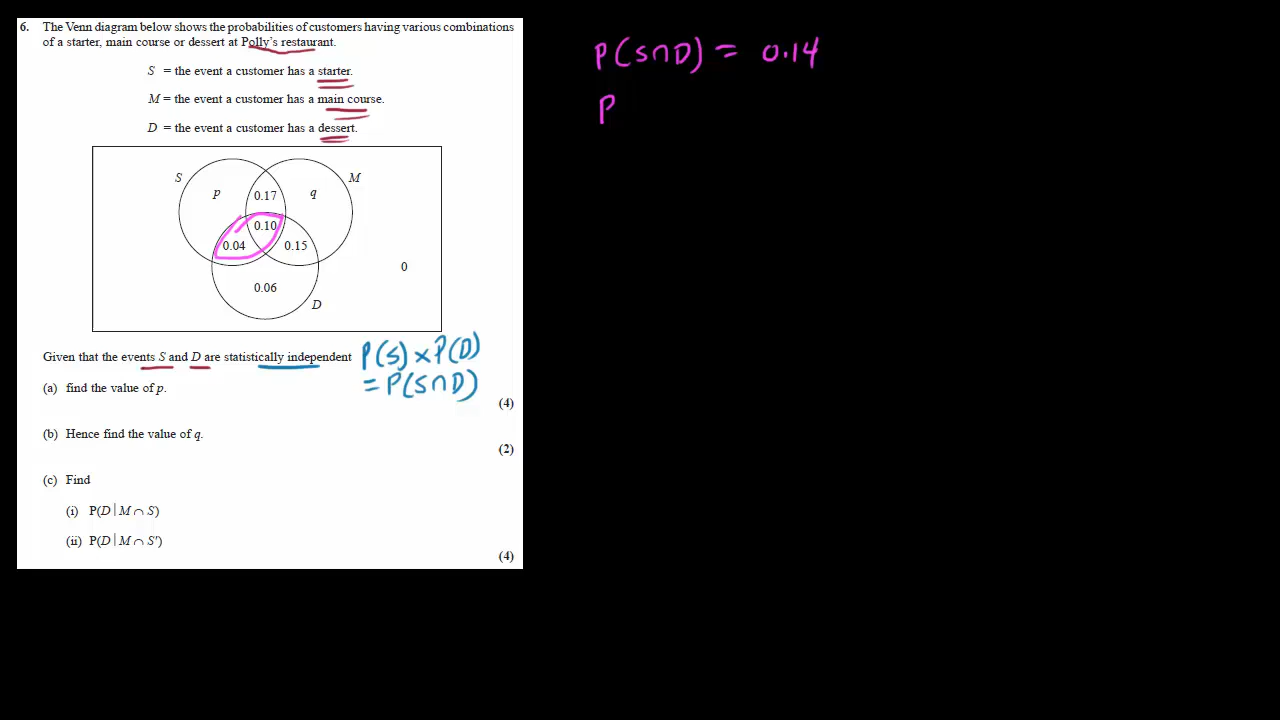 6. The Venn diagram below shows the probabilities of customers having various combinations
of a starter, main course or dessert at Polly's restaurant.
S = the event a customer has a starter.
M = the event a customer has a main course.
D = the event a customer has a dessert.
S
M
p
0.17
q
0.10
0.04
0.15
0
0.06
D
Given that the events S and D are statistically independent
P(S) × P(D)
= P(S∩D)
(a) find the value of p.
(4)
(b) Hence find the value of q.
(2)
(c) Find
(i) P(D | M ∩ S)
(ii) P(D | M ∩ S')
(4)
P(S∩D) = 0.14
P